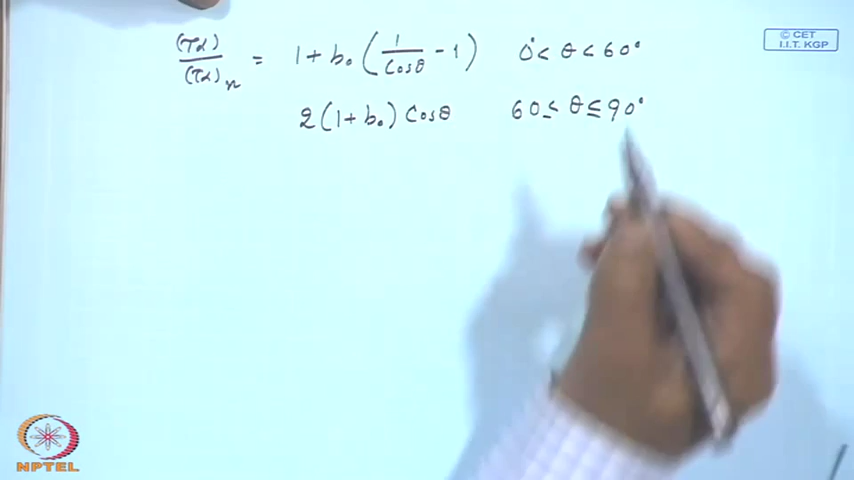 (τα)/(τα)n = 1 + b₀ (1/Cosθ - 1) 0° < θ < 60°
2(1 + b₀) Cosθ 60 ≤ θ ≤ 90°
© CET
I.I.T. KGP
NPTEL